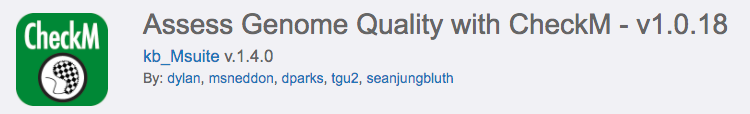 CheckM
Assess Genome Quality with CheckM - v1.0.18
kb_Msuite v.1.4.0
By: dylan, msneddon, dparks, tgu2, seanjungbluth